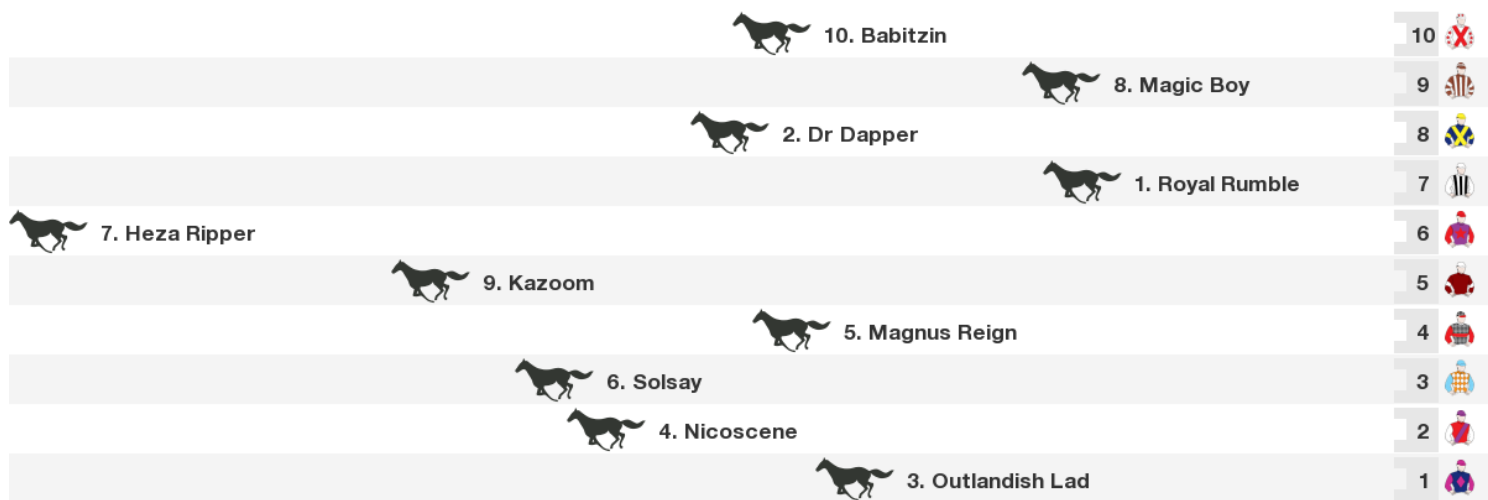 10. Babitzin 10
8. Magic Boy 9
2. Dr Dapper 8
1. Royal Rumble 7
7. Heza Ripper 6
9. Kazoom 5
5. Magnus Reign 4
6. Solsay 3
4. Nicoscene 2
3. Outlandish Lad 1